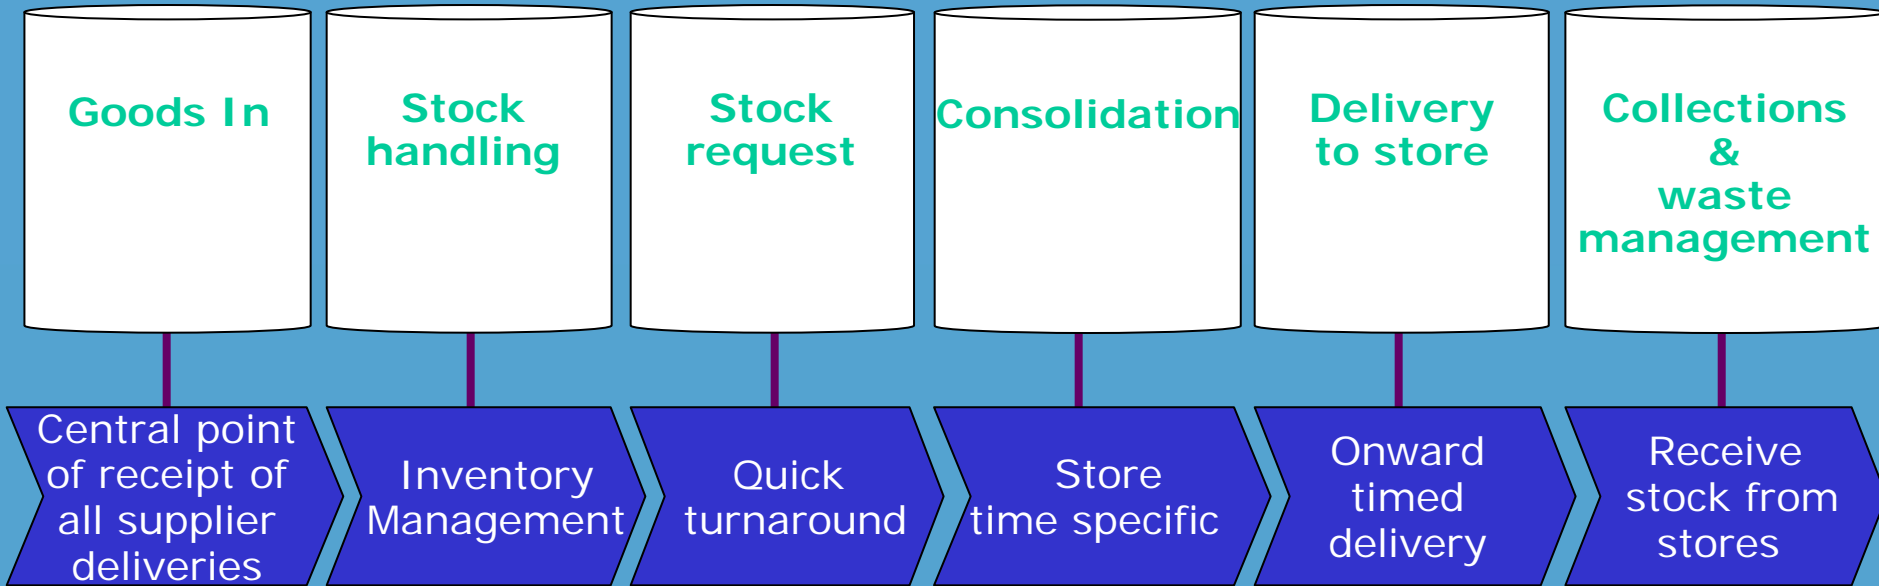 Goods In
Stock
handling
Stock
request
Consolidation
Delivery
to store
Collections
&
waste
management
Central point
of receipt of
all supplier
deliveries
Inventory
Management
Quick
turnaround
Store
time specific
Onward
timed
delivery
Receive
stock from
stores